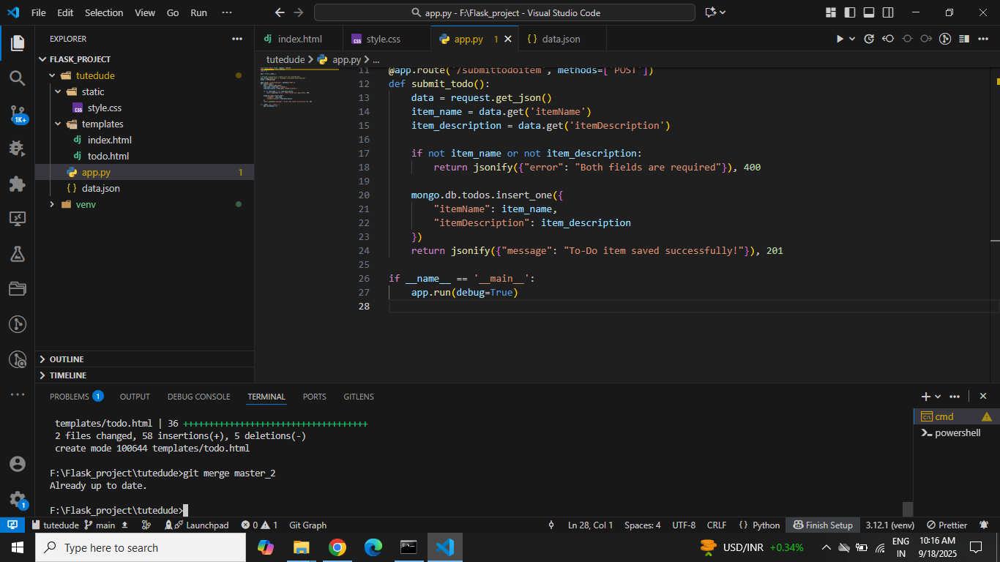 File Edit Selection View Go Run ···
app.py - F:\Flask_project - Visual Studio Code
EXPLORER
FLASK_PROJECT
tutedude
static
style.css
templates
index.html
todo.html
app.py 1
data.json
venv
OUTLINE
TIMELINE
1K+
1
index.html
style.css
app.py 1
data.json
tutedude > app.py > ...
11 @app.route('/submittodoitem', methods=['POST'])
12 def submit_todo():
13 data = request.get_json()
14 item_name = data.get('itemName')
15 item_description = data.get('itemDescription')
16
17 if not item_name or not item_description:
18 return jsonify({"error": "Both fields are required"}), 400
19
20 mongo.db.todos.insert_one({
21 "itemName": item_name,
22 "itemDescription": item_description
23 })
24 return jsonify({"message": "To-Do item saved successfully!"}), 201
25
26 if __name__ == '__main__':
27 app.run(debug=True)
28
PROBLEMS 1 OUTPUT DEBUG CONSOLE TERMINAL PORTS GITLENS
templates/todo.html | 36 ++++++++++++++++++++++++++++++++++++
2 files changed, 58 insertions(+), 5 deletions(-)
create mode 100644 templates/todo.html
F:\Flask_project\tutedude>git merge master_2
Already up to date.
F:\Flask_project\tutedude>
cmd
powershell
tutedude main Launchpad 0 1 Git Graph Ln 28, Col 1 Spaces: 4 UTF-8 CRLF {} Python Finish Setup 3.12.1 (venv) Prettier
Type here to search
USD/INR +0.34%
ENG
IN
10:16 AM
9/18/2025